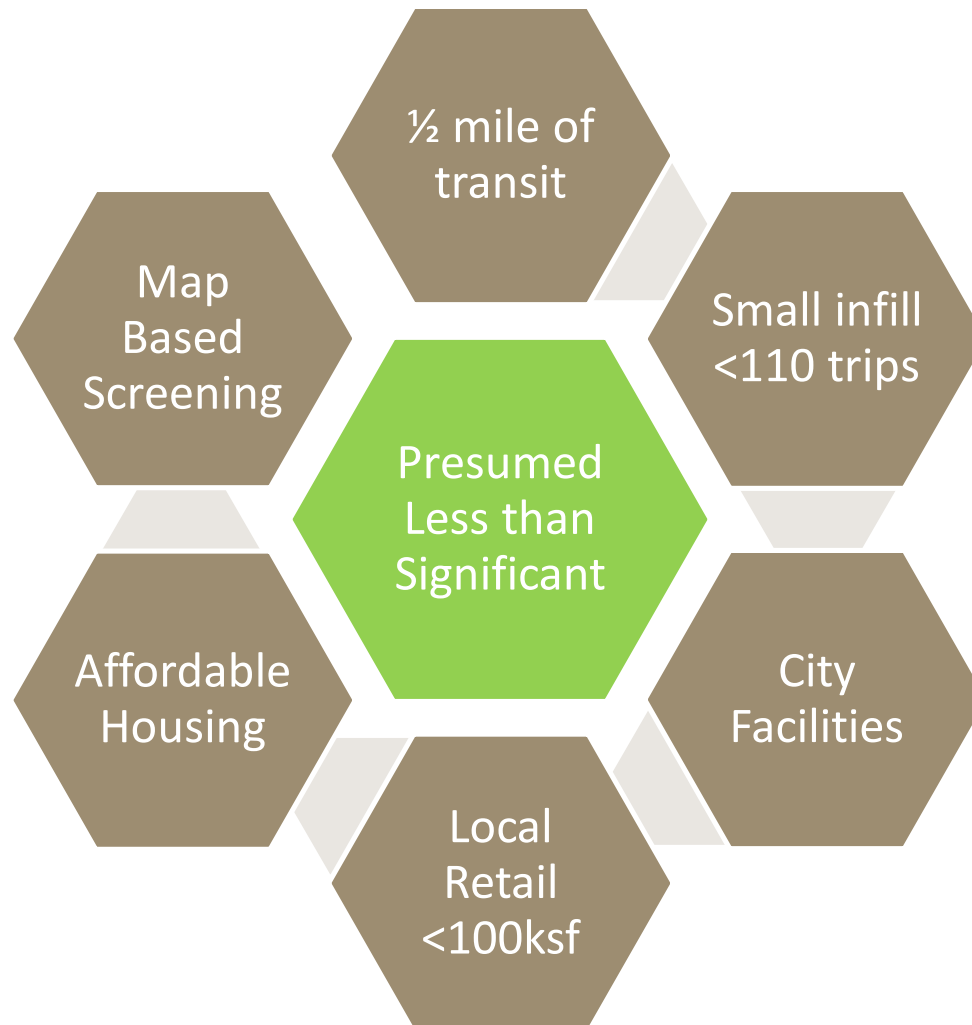 ½ mile of
transit
Small infill
<110 trips
City
Facilities
Local
Retail
<100ksf
Affordable
Housing
Map
Based
Screening
Presumed
Less than
Significant